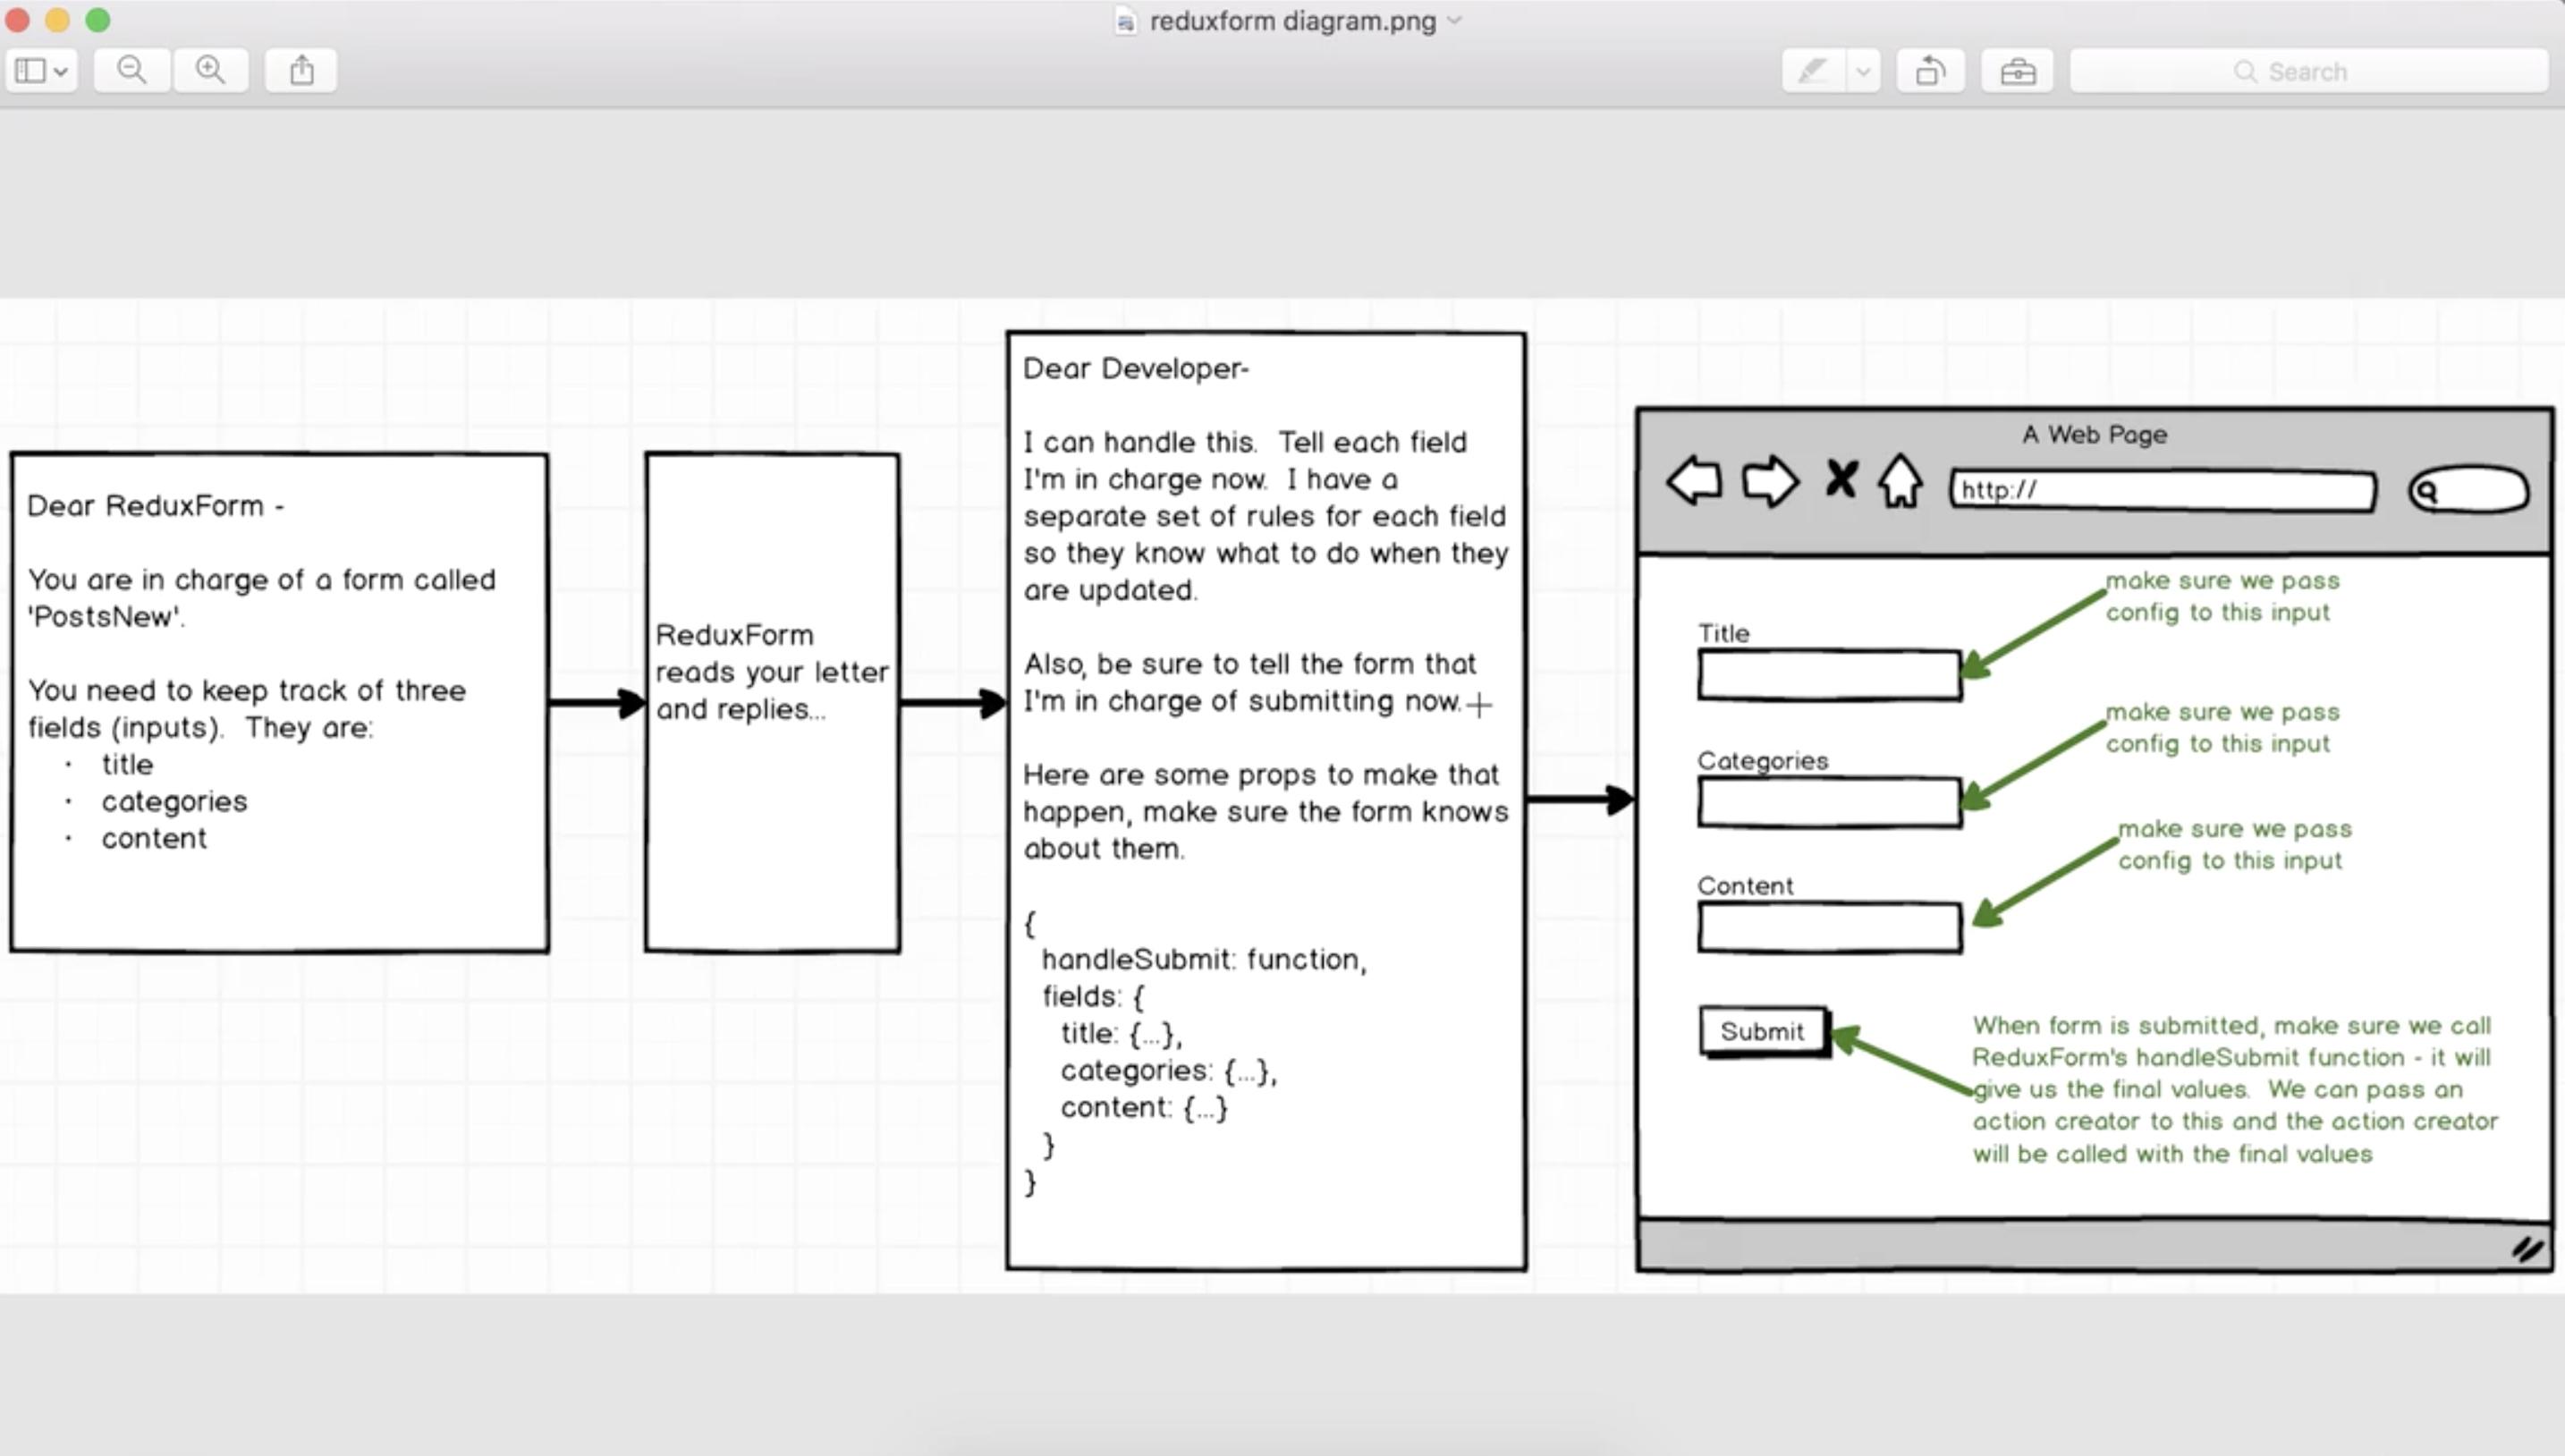 reduxform diagram.png
Search
Dear ReduxForm -
You are in charge of a form called
'PostsNew'.
You need to keep track of three
fields (inputs).  They are:
· title
· categories
· content
ReduxForm
reads your letter
and replies...
Dear Developer-
I can handle this.  Tell each field
I'm in charge now.  I have a
separate set of rules for each field
so they know what to do when they
are updated.
Also, be sure to tell the form that
I'm in charge of submitting now.
Here are some props to make that
happen, make sure the form knows
about them.
{
handleSubmit: function,
fields: {
title: {...},
categories: {...},
content: {...}
}
}
A Web Page
http://
make sure we pass
config to this input
Title
make sure we pass
config to this input
Categories
make sure we pass
config to this input
Content
Submit
When form is submitted, make sure we call
ReduxForm's handleSubmit function - it will
give us the final values.  We can pass an
action creator to this and the action creator
will be called with the final values